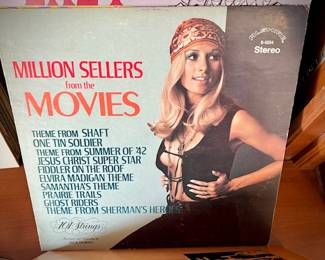 Stereo
MILLION SELLERS
from the
MOVIES
THEME FROM SHAFT
ONE TIN SOLDIER
THEME FROM SUMMER OF '42
JESUS CHRIST SUPER STAR
FIDDLER ON THE ROOF
ELVIRA MADIGAN THEME
SAMANTHA'S THEME
PRAIRIE TRAILS
GHOST RIDERS
THEME FROM SHERMAN'S HEROES
101 Strings